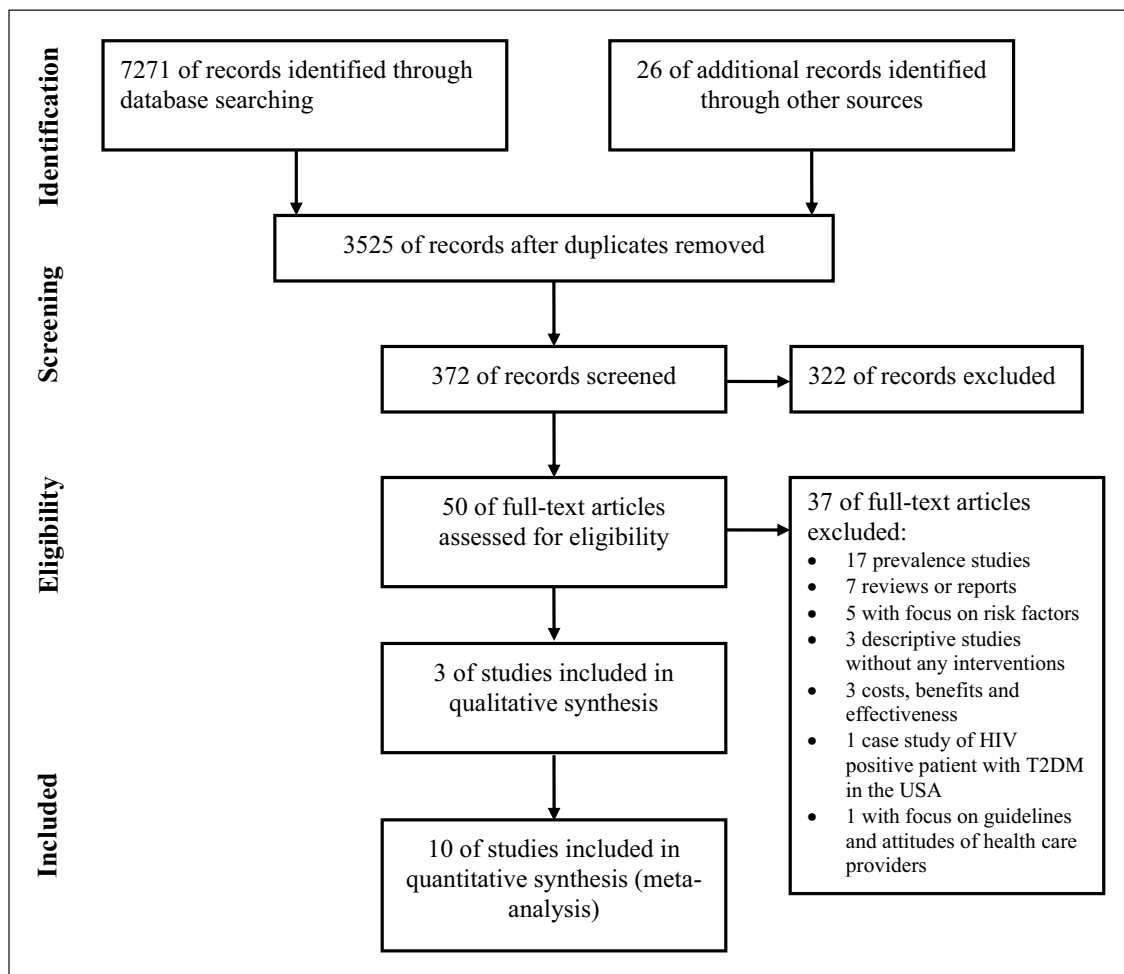 Identification
7271 of records identified through
database searching
26 of additional records identified
through other sources
3525 of records after duplicates removed
Screening
372 of records screened
322 of records excluded
Eligibility
50 of full-text articles
assessed for eligibility
37 of full-text articles
excluded:
• 17 prevalence studies
• 7 reviews or reports
• 5 with focus on risk factors
• 3 descriptive studies
without any interventions
• 3 costs, benefits and
effectiveness
• 1 case study of HIV
positive patient with T2DM
in the USA
• 1 with focus on guidelines
and attitudes of health care
providers
3 of studies included in
qualitative synthesis
Included
10 of studies included in
quantitative synthesis (meta-
analysis)